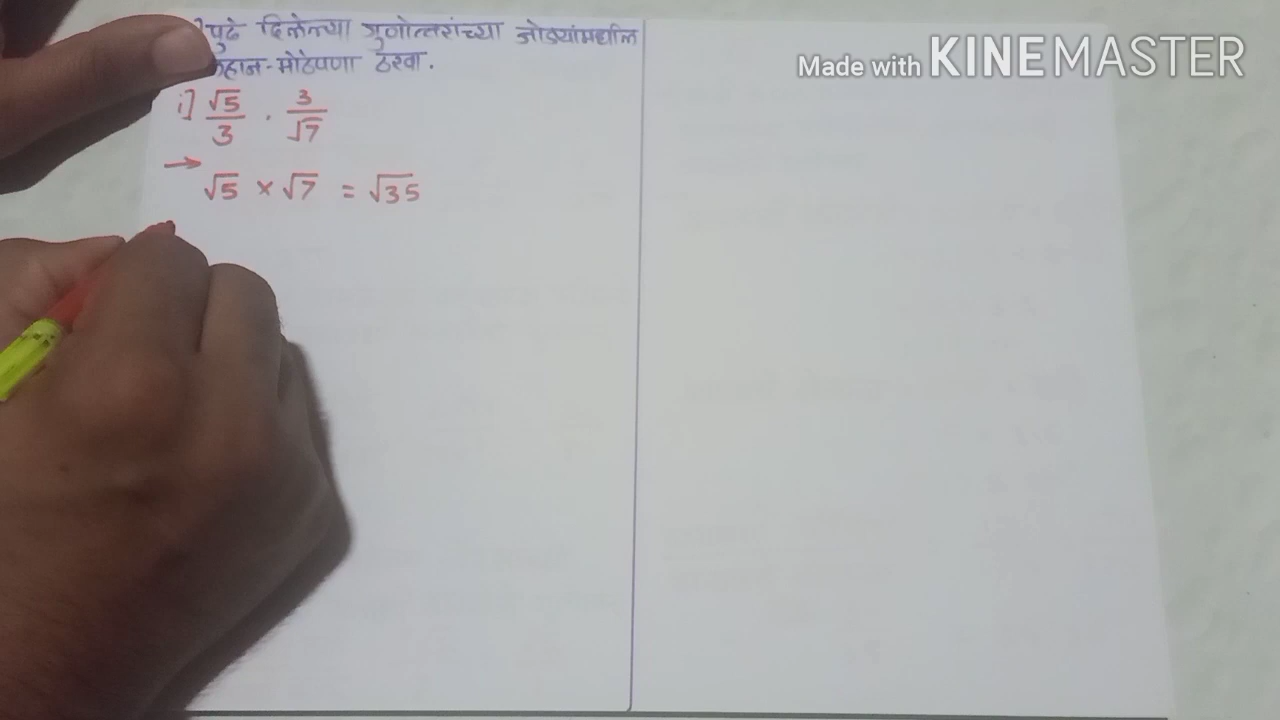 पुढे दिलेल्या गुणोत्तरांच्या जोड्यांमधील
लहान-मोठेपणा ठरवा.
i] √5/3 , 3/√7
→ √5 × √7 = √35
Made with KINEMASTER